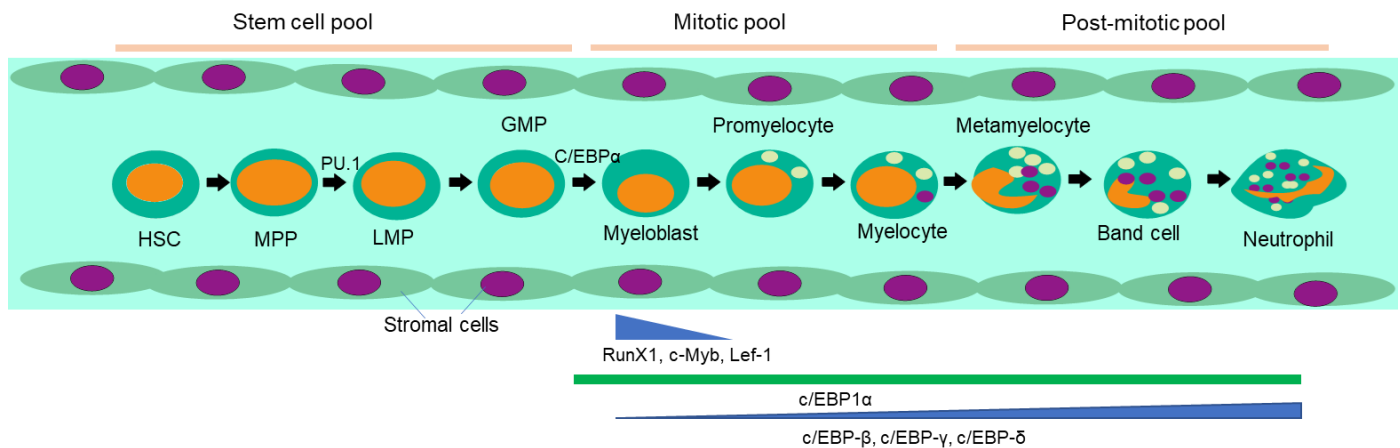 Stem cell pool
Mitotic pool
Post-mitotic pool
GMP
Promyelocyte
Metamyelocyte
PU.1
C/EBPα
HSC
MPP
LMP
Myeloblast
Myelocyte
Band cell
Neutrophil
Stromal cells
RunX1, c-Myb, Lef-1
c/EBP1α
c/EBP-β, c/EBP-γ, c/EBP-δ